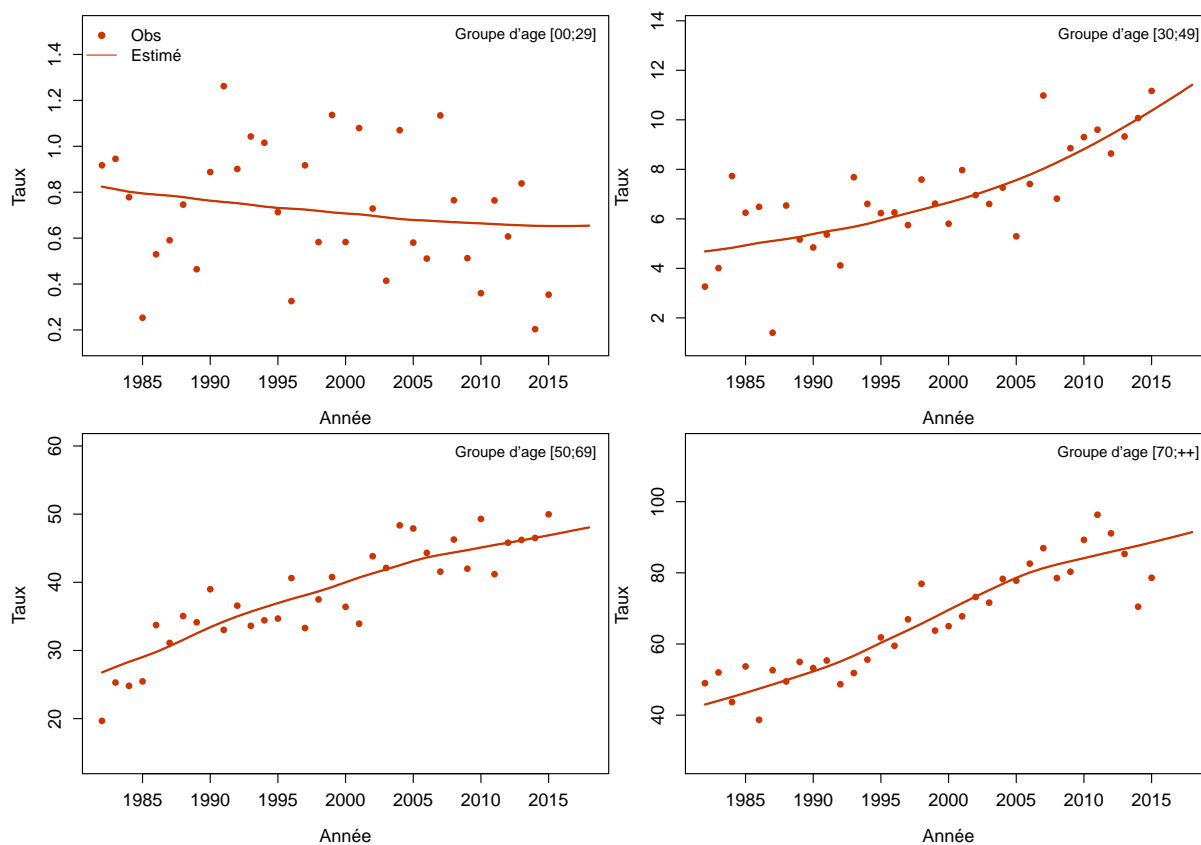 Obs
Estimé
Groupe d'age [00;29]
Taux
1.4
1.2
1.0
0.8
0.6
0.4
0.2
1985 1990 1995 2000 2005 2010 2015
Année
Groupe d'age [30;49]
Taux
14
12
10
8
6
4
2
1985 1990 1995 2000 2005 2010 2015
Année
Groupe d'age [50;69]
Taux
60
50
40
30
20
1985 1990 1995 2000 2005 2010 2015
Année
Groupe d'age [70;++]
Taux
100
80
60
40
1985 1990 1995 2000 2005 2010 2015
Année